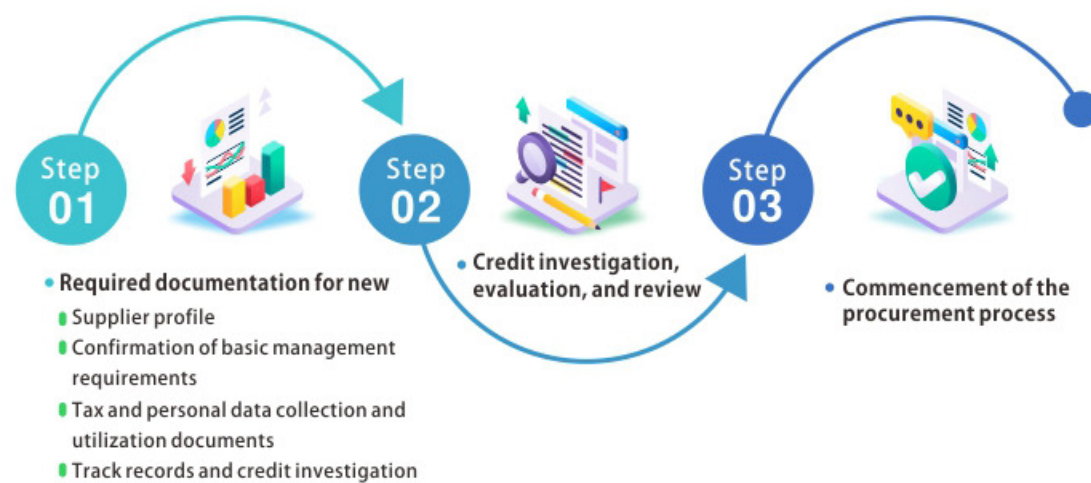 Step
01
Step
02
Step
03
• Required documentation for new
Supplier profile
Confirmation of basic management
requirements
Tax and personal data collection and
utilization documents
Track records and credit investigation
• Credit investigation,
evaluation, and review
• Commencement of the
procurement process